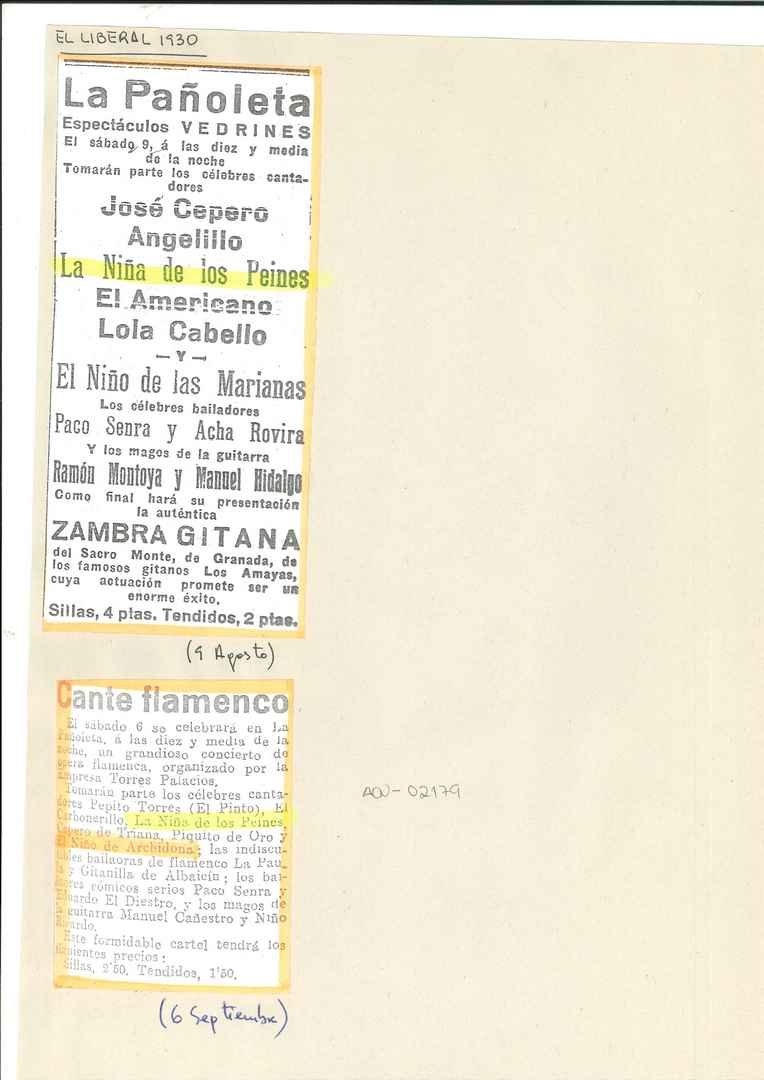 EL LIBERAL 1930
La Pañoleta
Espectáculos VEDRINES
El sábado 9, á las diez y media
de la noche
Tomarán parte los célebres canta-
dores
José Cepero
Angelillo
La Niña de los Peines
El Americano
Lola Cabello
— Y —
El Niño de las Marianas
Los célebres bailadores
Paco Senra y Acha Rovira
Y los magos de la guitarra
Ramón Montoya y Manuel Hidalgo
Como final hará su presentación
la auténtica
ZAMBRA GITANA
del Sacro Monte, de Granada, de
los famosos gitanos Los Amayas,
cuya actuación promete ser un
enorme éxito.
Sillas, 4 ptas. Tendidos, 2 ptas.
(9 Agosto)
Cante flamenco
El sábado 6 se celebrará en La
Pañoleta, á las diez y media de la
noche, un grandioso concierto de
ópera flamenca, organizado por la
empresa Torres Palacios.
Tomarán parte los célebres canta-
dores Pepito Torres (El Pinto), El
Carbonerillo, La Niña de los Peines,
Cepero de Triana, Piquito de Oro y
El Niño de Archidona; las indiscu-
tibles bailaoras de flamenco La Pau-
la y Gitanilla de Albaicín; los bai-
lores cómicos serios Paco Senra y
Eduardo El Diestro, y los magos de
la guitarra Manuel Cañestro y Niño
Ricardo.
Este formidable cartel tendrá los
siguientes precios:
Sillas, 2'50. Tendidos, 1'50.
AOV-02179
(6 Septiembre)